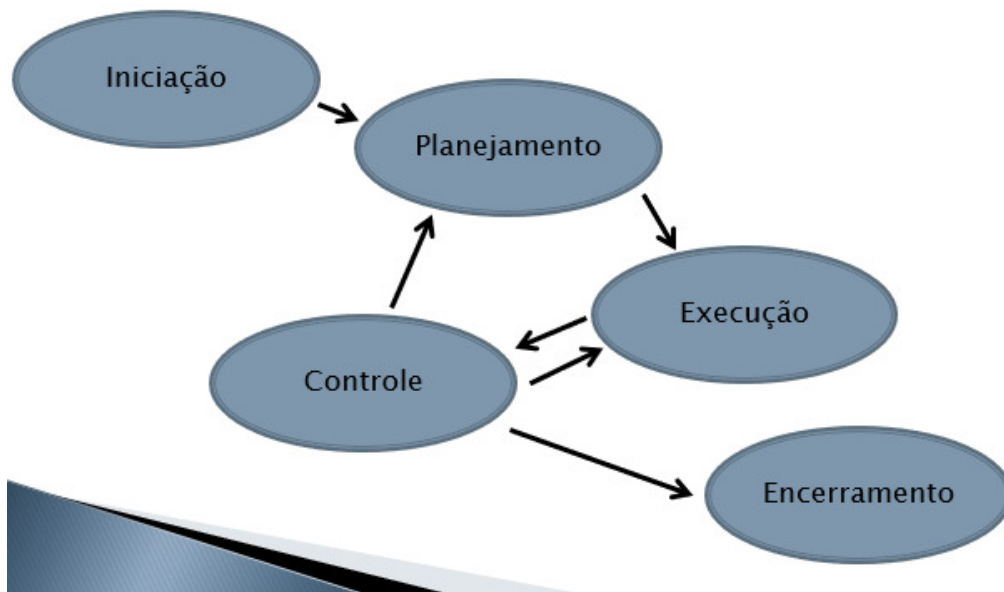 Iniciação
Planejamento
Execução
Controle
Encerramento